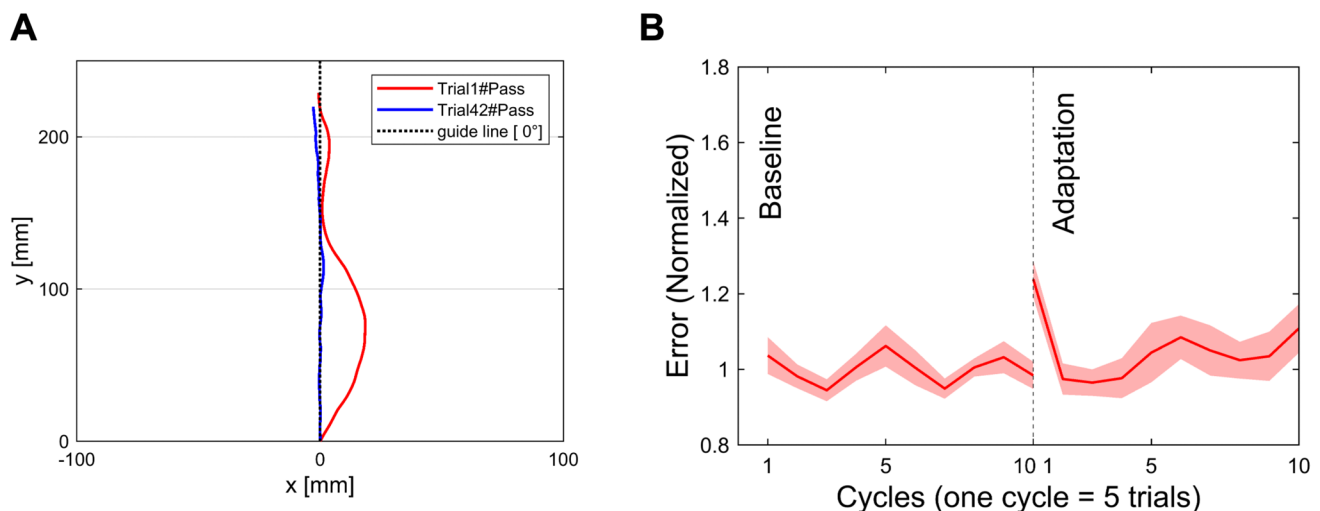 A
B
Trial1#Pass
Trial42#Pass
guide line [ 0°]
200
100
0
-100
0
100
x [mm]
y [mm]
1.8
1.6
1.4
1.2
1
0.8
Error (Normalized)
Baseline
Adaptation
1
5
10
1
5
10
Cycles (one cycle = 5 trials)